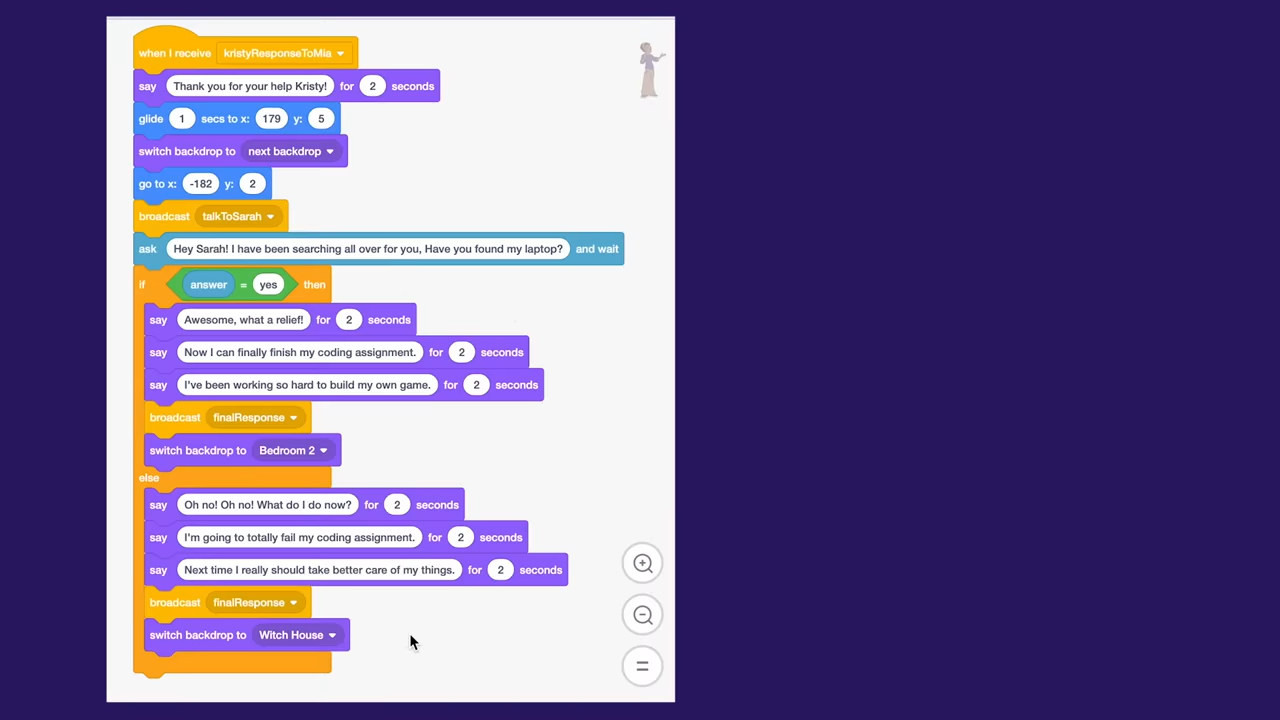 when I receive kristyResponseToMia
say Thank you for your help Kristy! for 2 seconds
glide 1 secs to x: 179 y: 5
switch backdrop to next backdrop
go to x: -182 y: 2
broadcast talkToSarah
ask Hey Sarah! I have been searching all over for you, Have you found my laptop? and wait
if answer = yes then
say Awesome, what a relief! for 2 seconds
say Now I can finally finish my coding assignment. for 2 seconds
say I've been working so hard to build my own game. for 2 seconds
broadcast finalResponse
switch backdrop to Bedroom 2
else
say Oh no! Oh no! What do I do now? for 2 seconds
say I'm going to totally fail my coding assignment. for 2 seconds
say Next time I really should take better care of my things. for 2 seconds
broadcast finalResponse
switch backdrop to Witch House